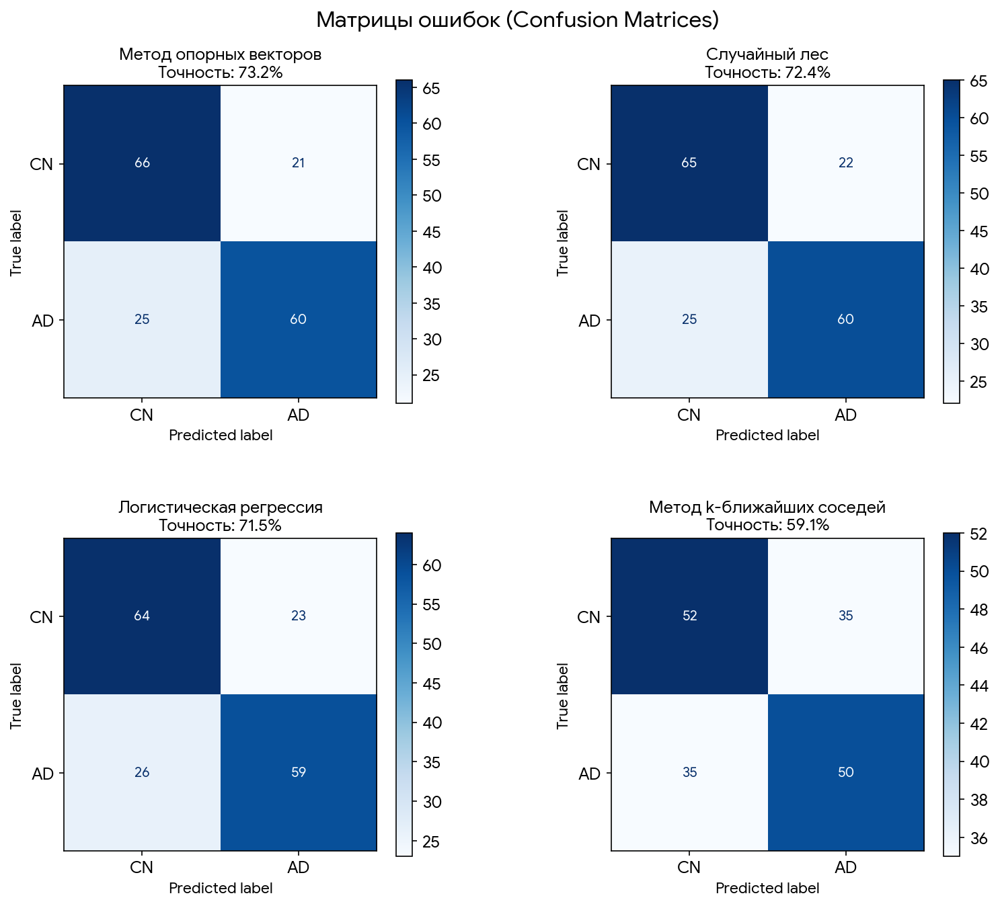 Матрицы ошибок (Confusion Matrices)
Метод опорных векторов
Точность: 73.2%
CN
AD
True label
66
21
25
60
CN
AD
Predicted label
65
60
55
50
45
40
35
30
25
Случайный лес
Точность: 72.4%
CN
AD
True label
65
22
25
60
CN
AD
Predicted label
65
60
55
50
45
40
35
30
25
Логистическая регрессия
Точность: 71.5%
CN
AD
True label
64
23
26
59
CN
AD
Predicted label
60
55
50
45
40
35
30
25
Метод k-ближайших соседей
Точность: 59.1%
CN
AD
True label
52
35
35
50
CN
AD
Predicted label
52
50
48
46
44
42
40
38
36